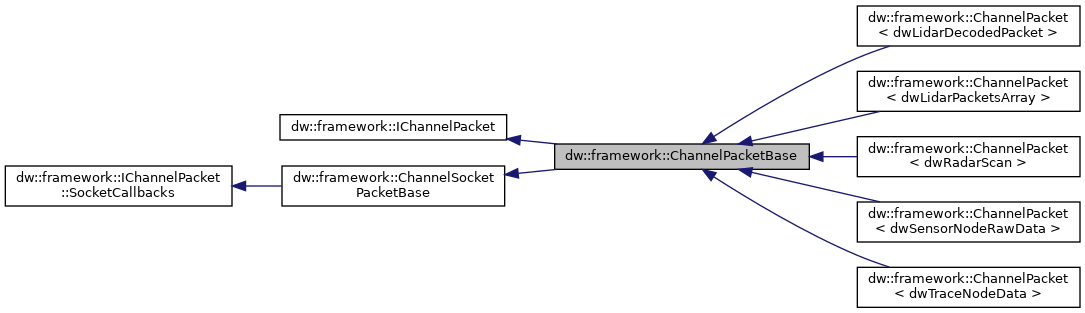 dw::framework::ChannelPacket
< dwLidarDecodedPacket >
dw::framework::ChannelPacket
< dwLidarPacketsArray >
dw::framework::IChannelPacket
dw::framework::ChannelPacketBase
dw::framework::ChannelPacket
< dwRadarScan >
dw::framework::IChannelPacket
::SocketCallbacks
dw::framework::ChannelSocket
PacketBase
dw::framework::ChannelPacket
< dwSensorNodeRawData >
dw::framework::ChannelPacket
< dwTraceNodeData >